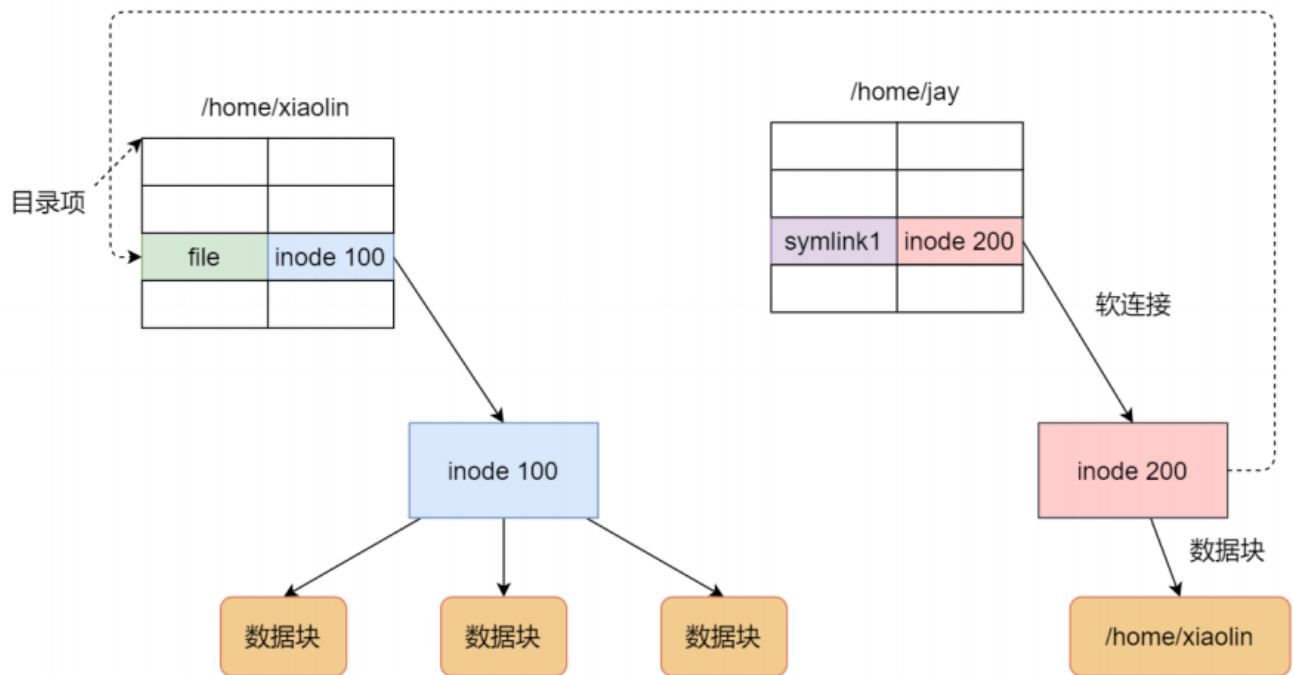 /home/xiaolin
/home/jay
目录项
file
inode 100
symlink1
inode 200
软连接
inode 100
inode 200
数据块
数据块
数据块
数据块
/home/xiaolin